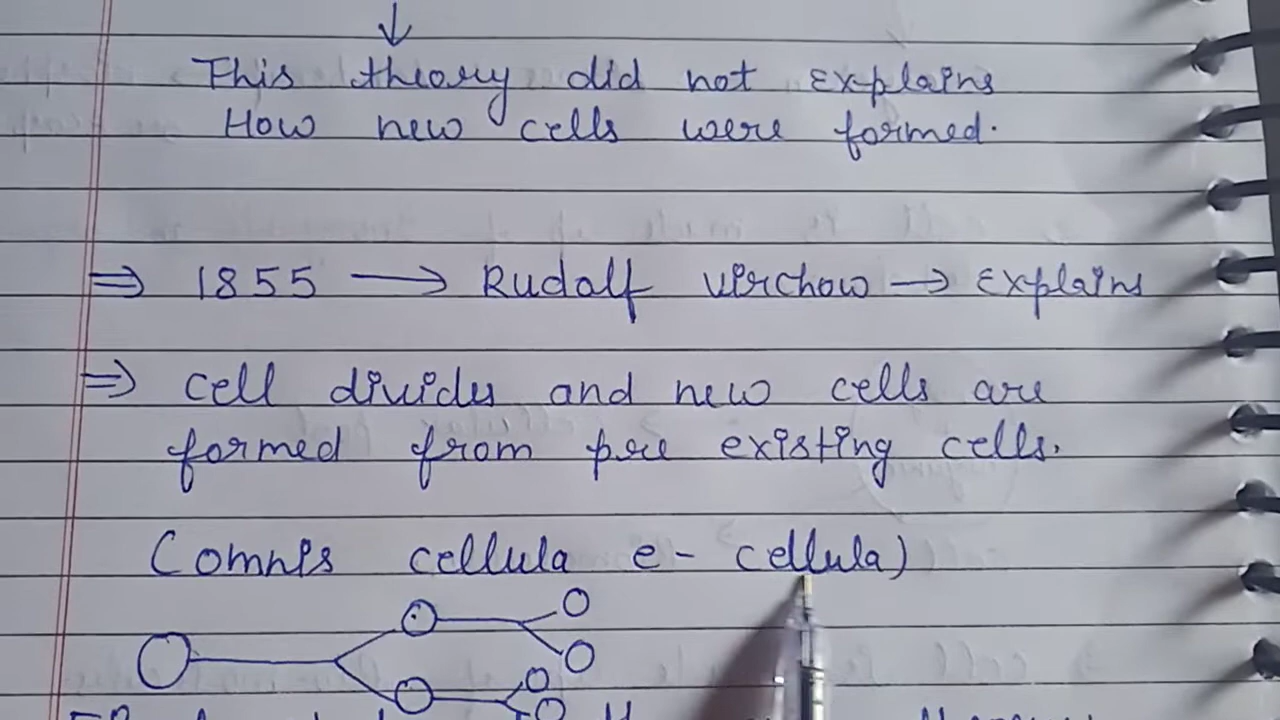 ↓
This theory did not explains
How new cells were formed.
⇒ 1855 → Rudalf virchow → Explains
⇒ cell divides and new cells are
formed from pre existing cells.
(omnis cellula e- cellula)